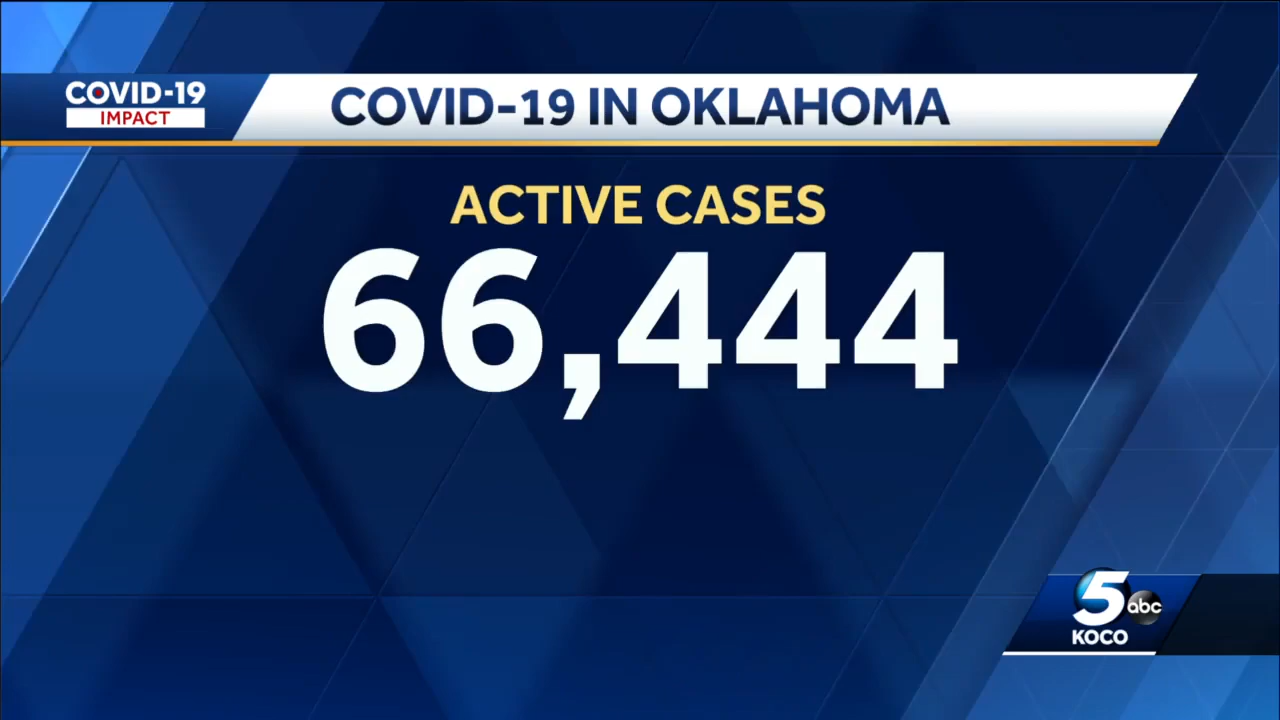 COVID-19
IMPACT
COVID-19 IN OKLAHOMA
ACTIVE CASES
66,444
5
abc
KOCO